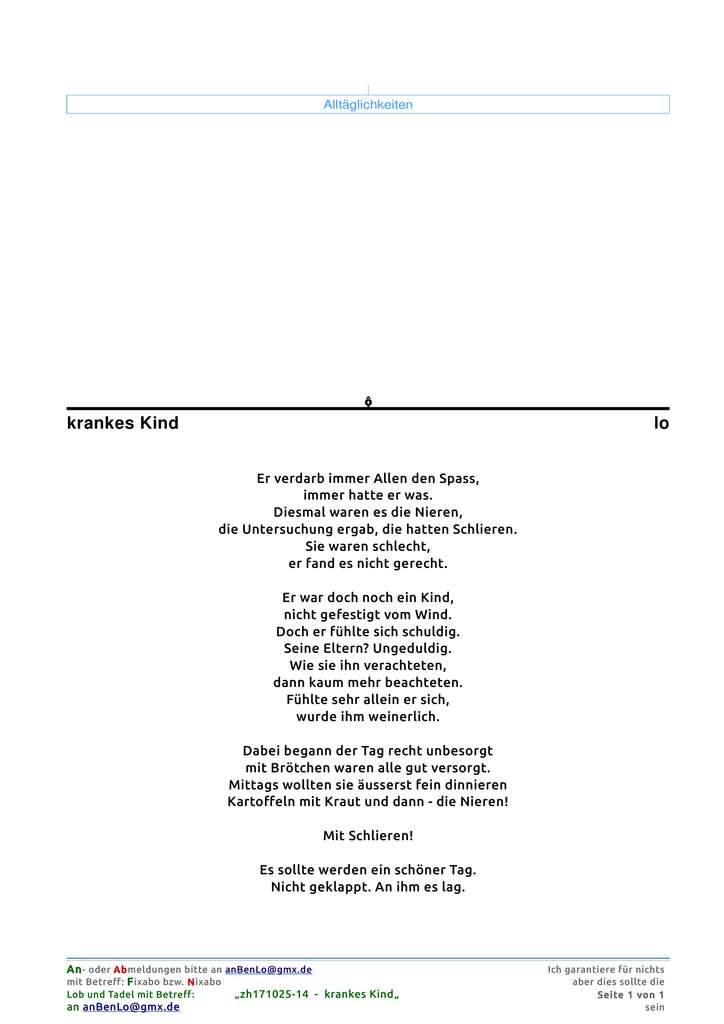 Alltäglichkeiten
krankes Kind lo
Er verdarb immer Allen den Spass,
immer hatte er was.
Diesmal waren es die Nieren,
die Untersuchung ergab, die hatten Schlieren.
Sie waren schlecht,
er fand es nicht gerecht.
Er war doch noch ein Kind,
nicht gefestigt vom Wind.
Doch er fühlte sich schuldig.
Seine Eltern? Ungeduldig.
Wie sie ihn verachteten,
dann kaum mehr beachteten.
Fühlte sehr allein er sich,
wurde ihm weinerlich.
Dabei begann der Tag recht unbesorgt
mit Brötchen waren alle gut versorgt.
Mittags wollten sie äusserst fein dinnieren
Kartoffeln mit Kraut und dann - die Nieren!
Mit Schlieren!
Es sollte werden ein schöner Tag.
Nicht geklappt. An ihm es lag.
An- oder Abmeldungen bitte an anBenLo@gmx.de Ich garantiere für nichts
mit Betreff: Fixabo bzw. Nixabo aber dies sollte die
Lob und Tadel mit Betreff: „zh171025-14 - krankes Kind„ Seite 1 von 1
an anBenLo@gmx.de sein